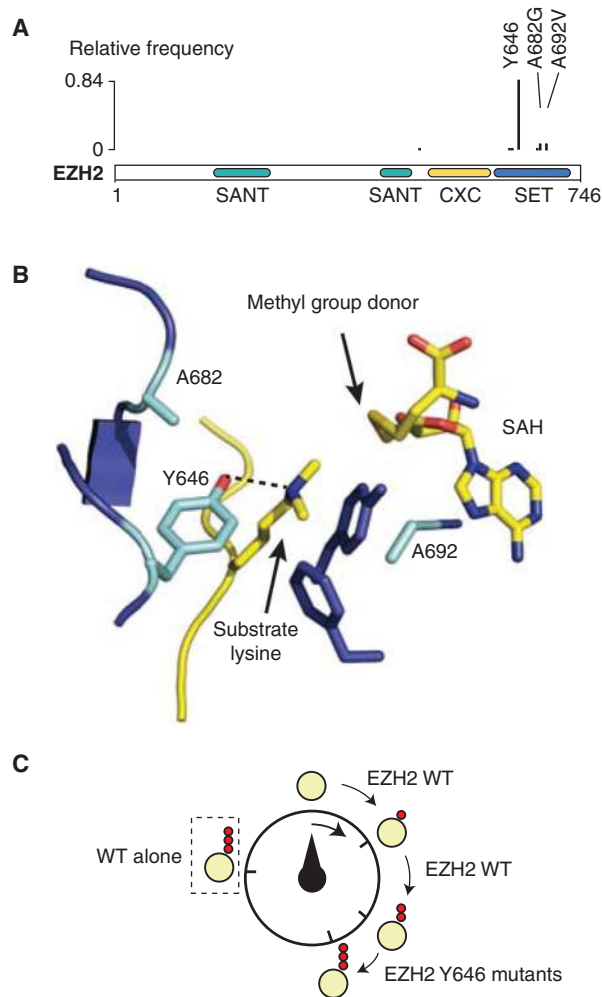 A
Relative frequency
Y646
A682G
A692V
0.84
0
EZH2
1
746
SANT
SANT
CXC
SET
B
Methyl group donor
A682
SAH
Y646
A692
Substrate
lysine
C
EZH2 WT
WT alone
EZH2 WT
EZH2 Y646 mutants